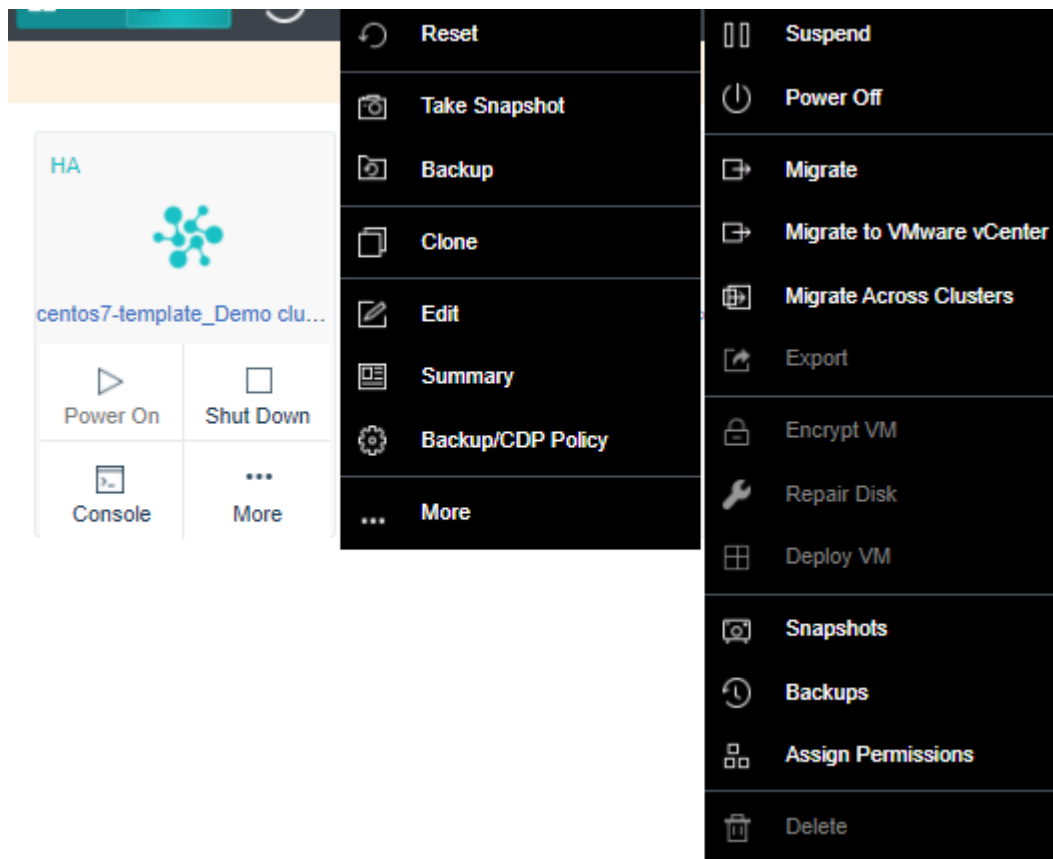 HA
centos7-template_Demo clu...
Power On
Shut Down
Console
More
Reset
Take Snapshot
Backup
Clone
Edit
Summary
Backup/CDP Policy
More
Suspend
Power Off
Migrate
Migrate to VMware vCenter
Migrate Across Clusters
Export
Encrypt VM
Repair Disk
Deploy VM
Snapshots
Backups
Assign Permissions
Delete